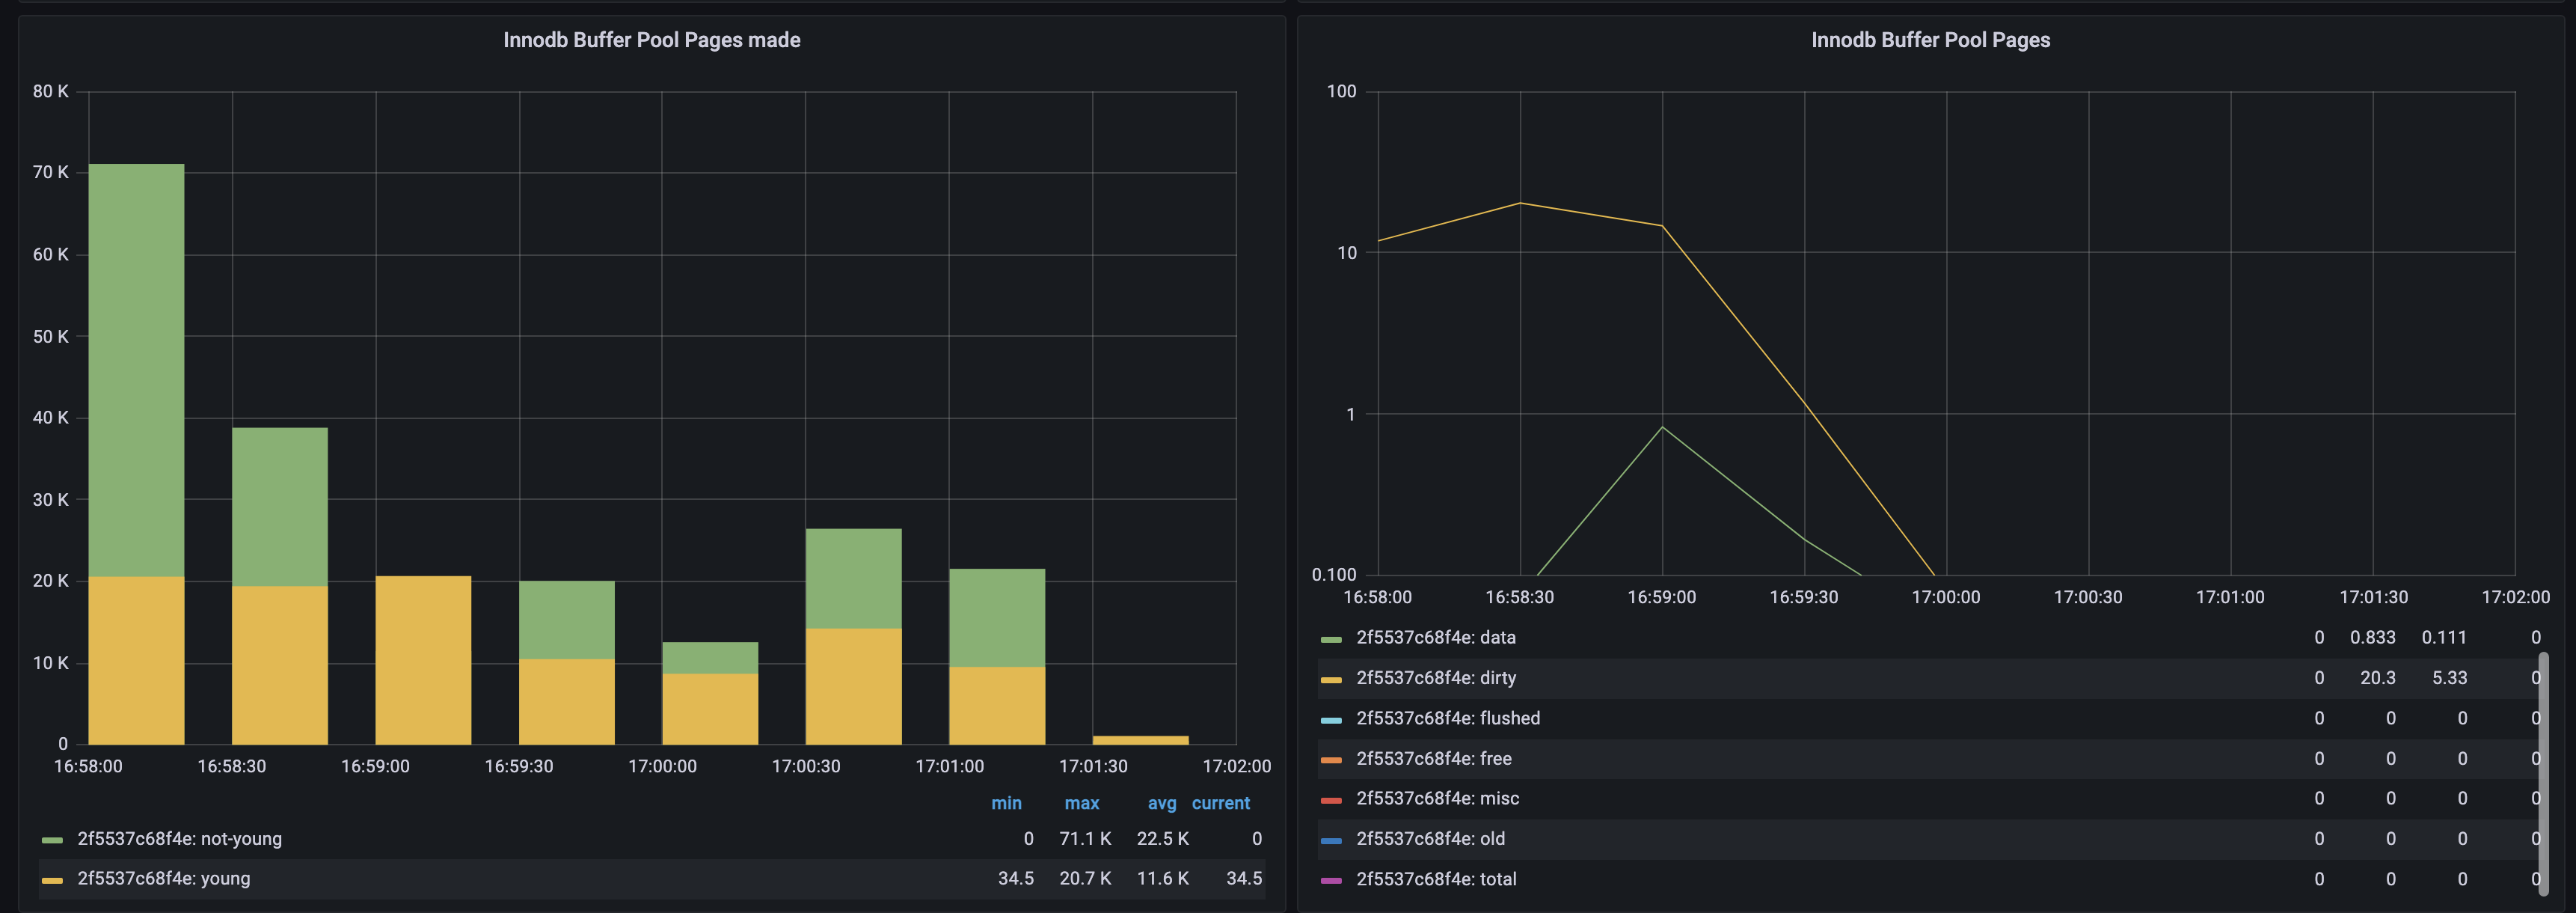 Innodb Buffer Pool Pages made
80 K
70 K
60 K
50 K
40 K
30 K
20 K
10 K
0
16:58:00 16:58:30 16:59:00 16:59:30 17:00:00 17:00:30 17:01:00 17:01:30 17:02:00
min max avg current
2f5537c68f4e: not-young 0 71.1 K 22.5 K 0
2f5537c68f4e: young 34.5 20.7 K 11.6 K 34.5
Innodb Buffer Pool Pages
100
10
1
0.100
16:58:00 16:58:30 16:59:00 16:59:30 17:00:00 17:00:30 17:01:00 17:01:30 17:02:00
2f5537c68f4e: data 0 0.833 0.111 0
2f5537c68f4e: dirty 0 20.3 5.33 0
2f5537c68f4e: flushed 0 0 0 0
2f5537c68f4e: free 0 0 0 0
2f5537c68f4e: misc 0 0 0 0
2f5537c68f4e: old 0 0 0 0
2f5537c68f4e: total 0 0 0 0